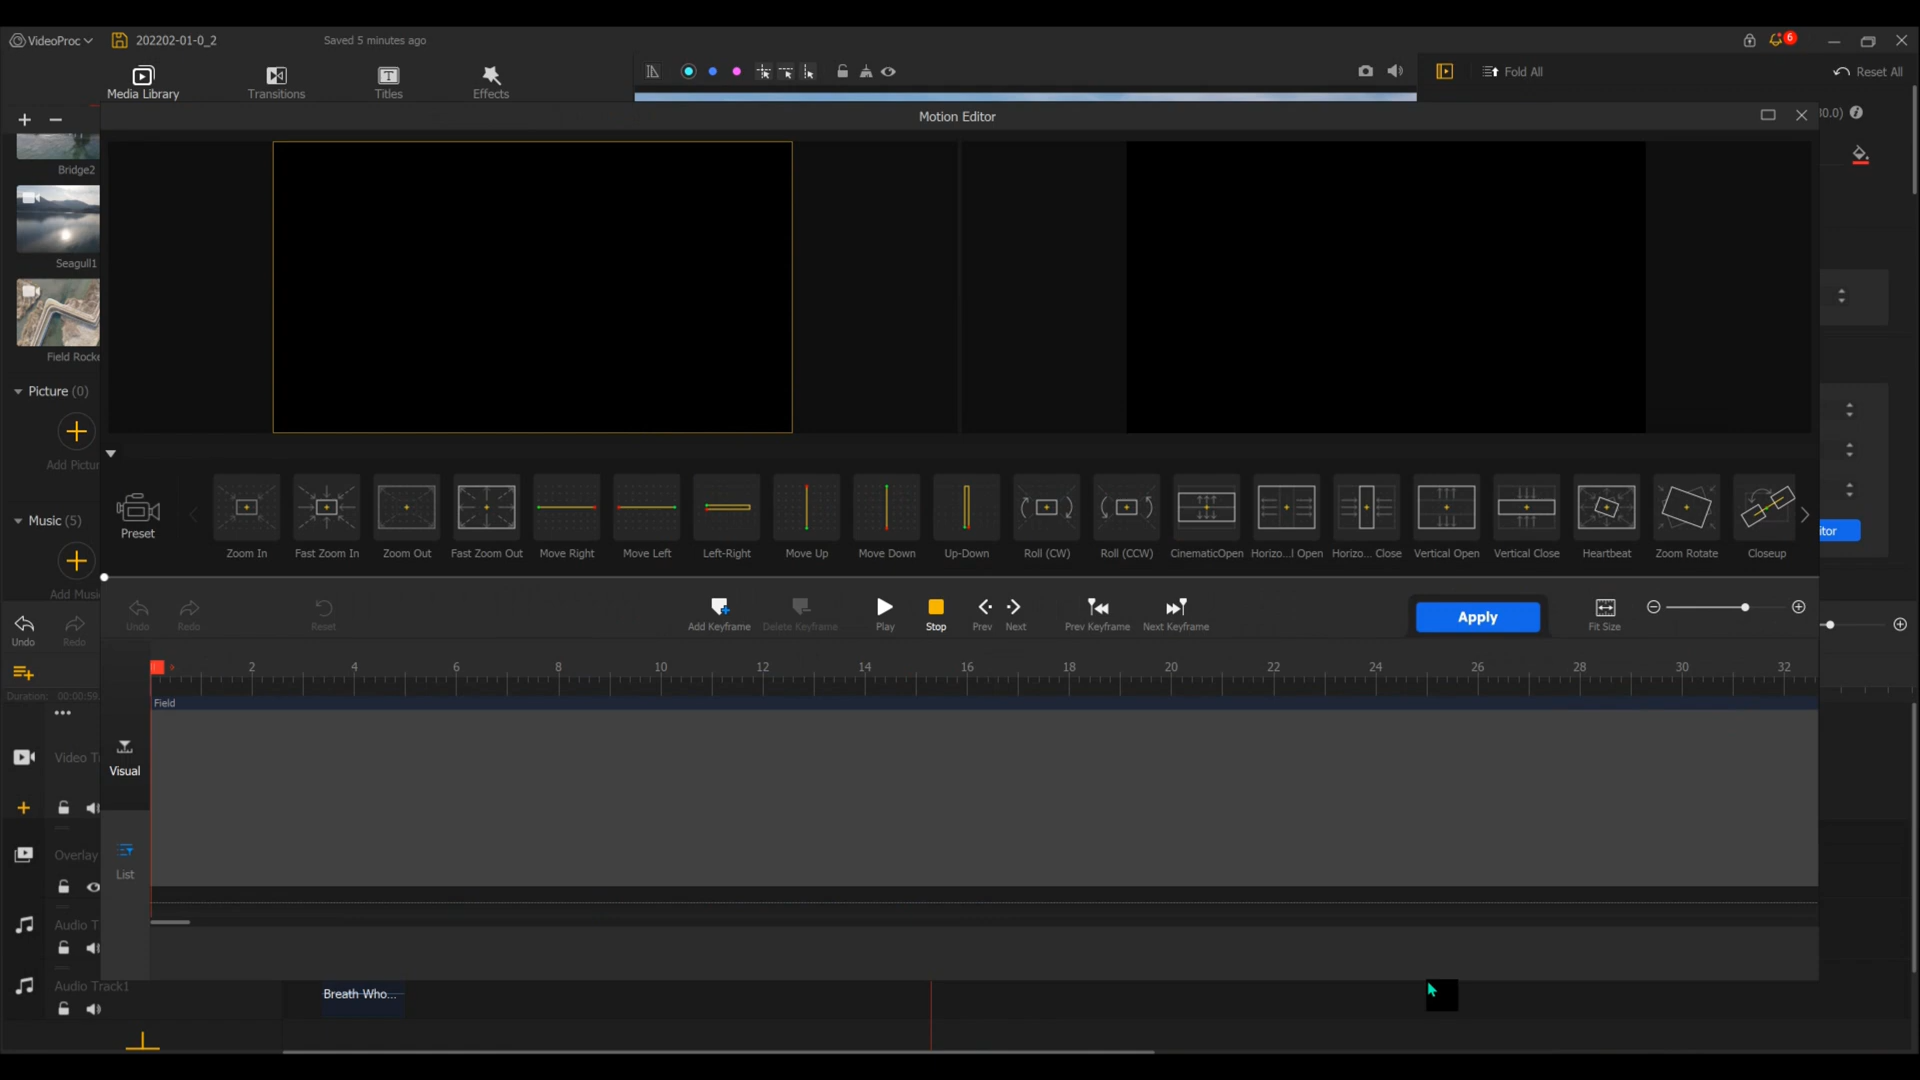 VideoProc
202202-01-0_2
Saved 5 minutes ago
6
Media Library
Transitions
Titles
Effects
Fold All
Reset All
Motion Editor
Bridge2
Seagull1
Field Rocke
Picture (0)
Add Pictur
Music (5)
Add Musi
Preset
Zoom In
Fast Zoom In
Zoom Out
Fast Zoom Out
Move Right
Move Left
Left-Right
Move Up
Move Down
Up-Down
Roll (CW)
Roll (CCW)
CinematicOpen
Horizo...l Open
Horizo... Close
Vertical Open
Vertical Close
Heartbeat
Zoom Rotate
Closeup
itor
Undo
Redo
Undo
Redo
Reset
Add Keyframe
Delete Keyframe
Play
Stop
Prev
Next
Prev Keyframe
Next Keyframe
Apply
Fit Size
2 4 6 8 10 12 14 16 18 20 22 24 26 28 30 32
Duration: 00:00:59.
Field
Video T
Visual
Overlay
List
Audio T
Audio Track1
Breath Who...